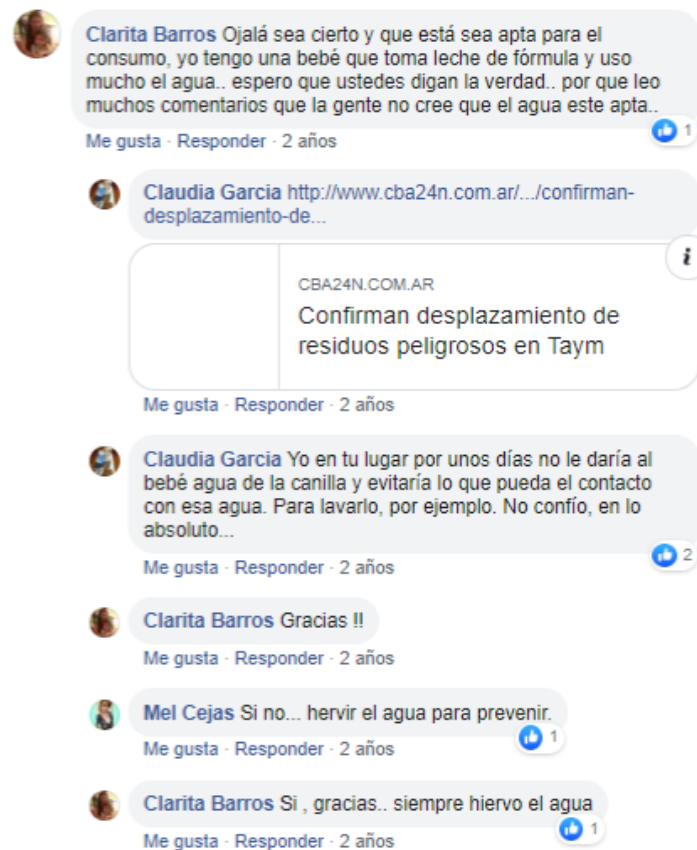 Clarita Barros Ojalá sea cierto y que está sea apta para el
consumo, yo tengo una bebé que toma leche de fórmula y uso
mucho el agua.. espero que ustedes digan la verdad.. por que leo
muchos comentarios que la gente no cree que el agua este apta..
1
Me gusta · Responder · 2 años
Claudia Garcia http://www.cba24n.com.ar/.../confirman-
desplazamiento-de...
i
CBA24N.COM.AR
Confirman desplazamiento de
residuos peligrosos en Taym
Me gusta · Responder · 2 años
Claudia Garcia Yo en tu lugar por unos días no le daría al
bebé agua de la canilla y evitaría lo que pueda el contacto
con esa agua. Para lavarlo, por ejemplo. No confío, en lo
absoluto...
2
Me gusta · Responder · 2 años
Clarita Barros Gracias !!
Me gusta · Responder · 2 años
Mel Cejas Si no... hervir el agua para prevenir.
1
Me gusta · Responder · 2 años
Clarita Barros Si , gracias.. siempre hiervo el agua
1
Me gusta · Responder · 2 años